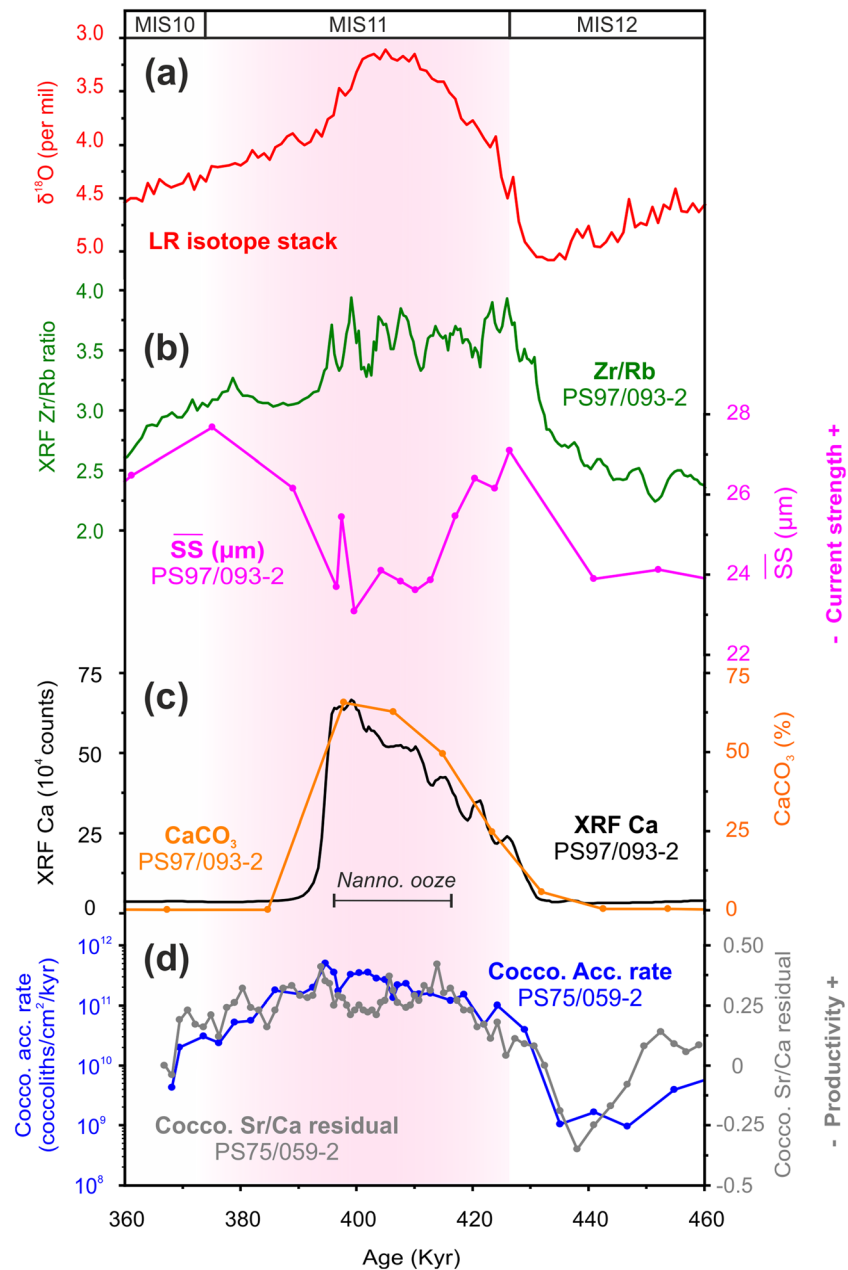 MIS10 MIS11 MIS12
3.0
3.5
4.0
4.5
5.0
δ¹⁸O (per mil)
(a)
LR isotope stack
4.0
3.5
3.0
2.5
2.0
XRF Zr/Rb ratio
(b)
Zr/Rb
PS97/093-2
SS (µm)
PS97/093-2
28
26
24
22
SS (µm)
- Current strength +
75
50
25
0
XRF Ca (10⁴ counts)
(c)
CaCO₃
PS97/093-2
XRF Ca
PS97/093-2
Nanno. ooze
75
50
25
0
CaCO₃ (%)
10¹²
10¹¹
10¹⁰
10⁹
10⁸
Cocco. acc. rate
(coccoliths/cm²/kyr)
(d)
Cocco. Acc. rate
PS75/059-2
Cocco. Sr/Ca residual
PS75/059-2
0.50
0.25
0
-0.25
-0.5
Cocco. Sr/Ca residual
- Productivity +
360 380 400 420 440 460
Age (Kyr)